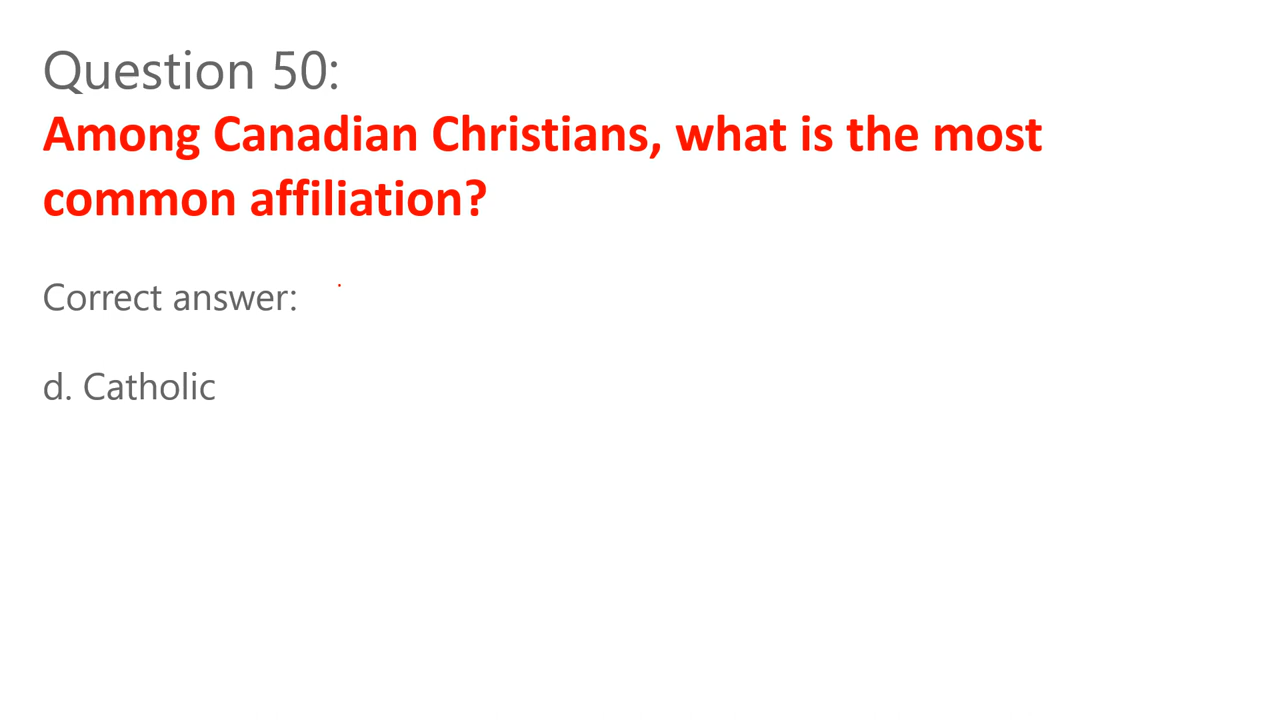 Question 50:
Among Canadian Christians, what is the most
common affiliation?
Correct answer:
d. Catholic